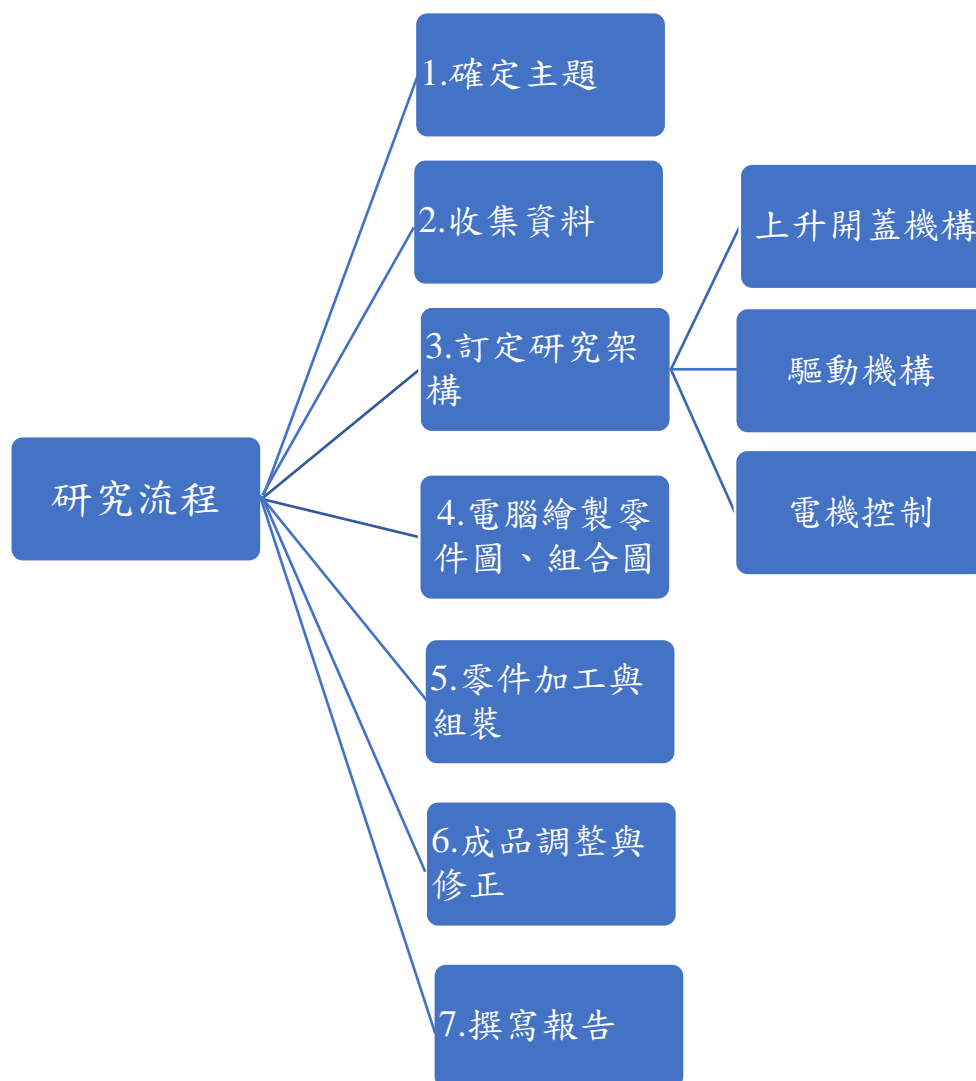 研究流程
1.確定主題
2.收集資料
3.訂定研究架
構
上升開蓋機構
驅動機構
電機控制
4.電腦繪製零
件圖、組合圖
5.零件加工與
組裝
6.成品調整與
修正
7.撰寫報告